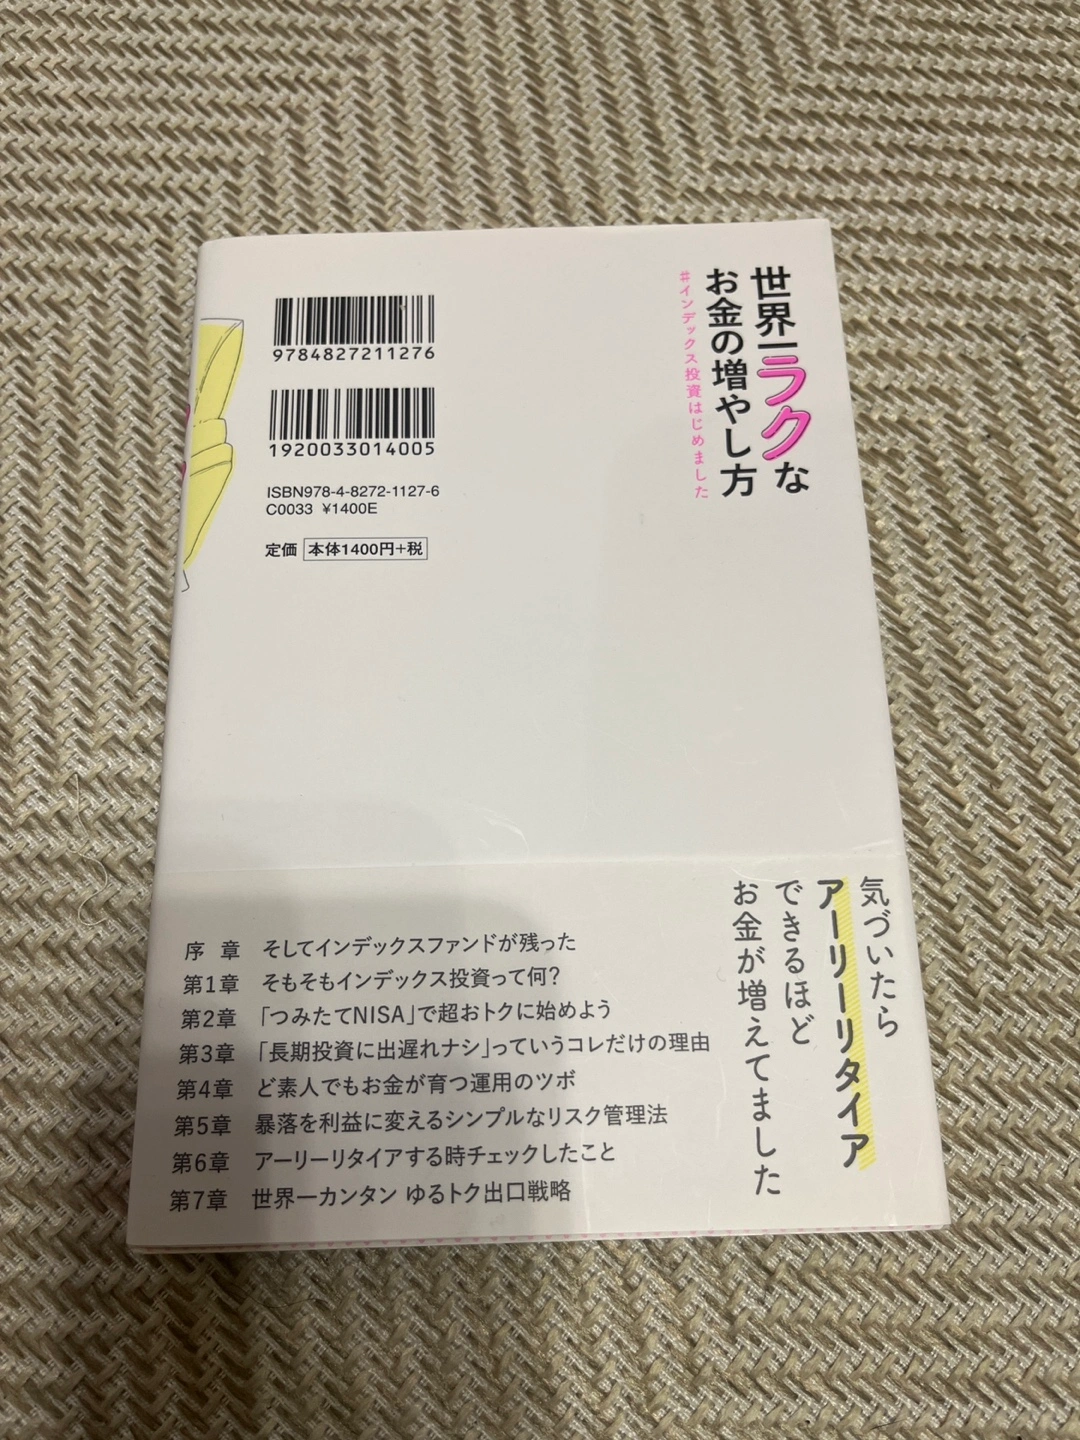 世界一ラクな
お金の増やし方
#インデックス投資はじめました
9784827211276
1920033014005
ISBN978-4-8272-1127-6
C0033 ¥1400E
定価 本体1400円+税
気づいたら
アーリーリタイア
できるほど
お金が増えてました
序章 そしてインデックスファンドが残った
第1章 そもそもインデックス投資って何?
第2章 「つみたてNISA」で超おトクに始めよう
第3章 「長期投資に出遅れナシ」っていうコレだけの理由
第4章 ど素人でもお金が育つ運用のツボ
第5章 暴落を利益に変えるシンプルなリスク管理法
第6章 アーリーリタイアする時チェックしたこと
第7章 世界一カンタン ゆるトク出口戦略